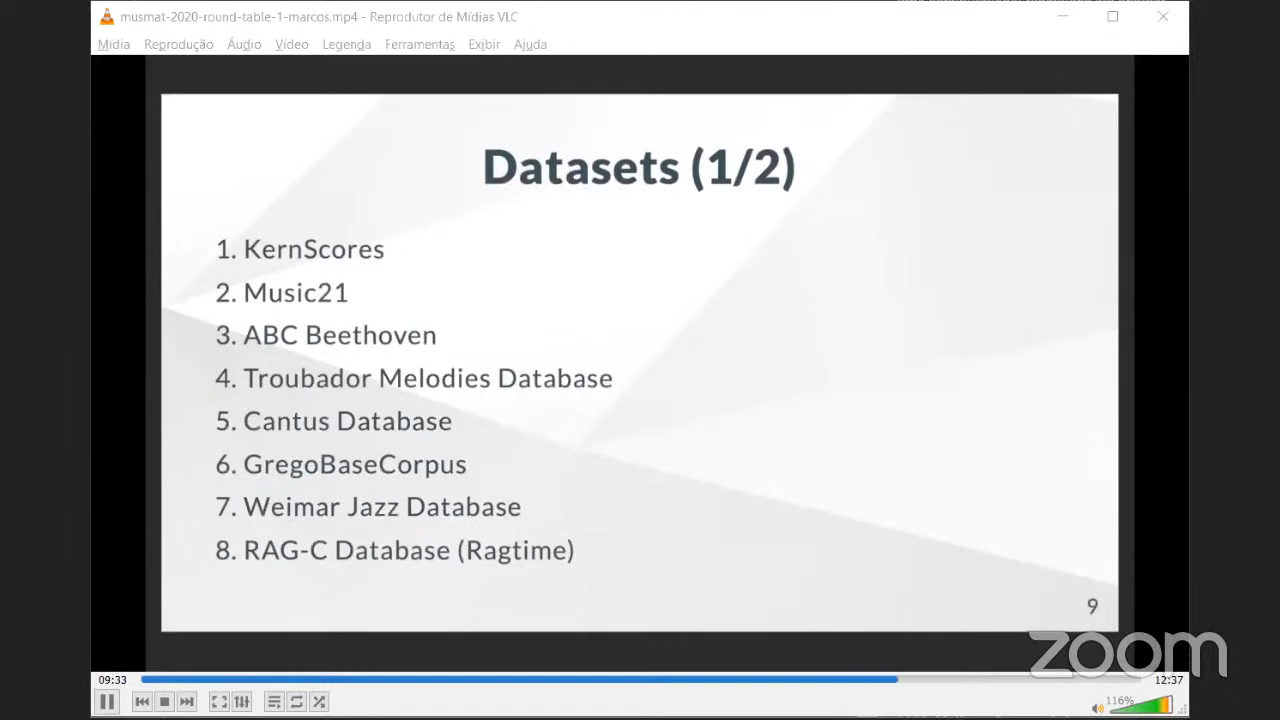 musmat-2020-round-table-1-marcos.mp4 - Reprodutor de Mídias VLC
Mídia Reprodução Áudio Vídeo Legenda Ferramentas Exibir Ajuda
Datasets (1/2)
1. KernScores
2. Music21
3. ABC Beethoven
4. Troubador Melodies Database
5. Cantus Database
6. GregoBaseCorpus
7. Weimar Jazz Database
8. RAG-C Database (Ragtime)
9
zoom
09:33
12:37
116%